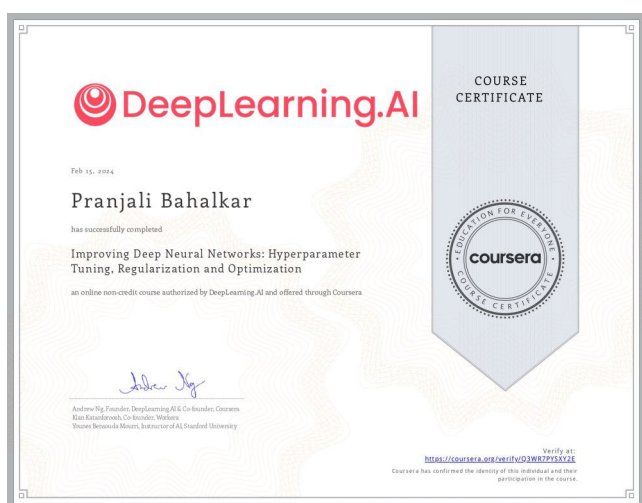 DeepLearning.AI
COURSE
CERTIFICATE
Feb 15, 2024
Pranjali Bahalkar
has successfully completed
Improving Deep Neural Networks: Hyperparameter
Tuning, Regularization and Optimization
an online non-credit course authorized by DeepLearning.AI and offered through Coursera
EDUCATION FOR EVERYONE
coursera
COURSE CERTIFICATE
Andrew Ng
Andrew Ng, Founder, DeepLearning.AI & Co-founder, Coursera
Kian Katanforoosh, Co-founder, Workera
Younes Bensouda Mourri, Instructor of AI, Stanford University
Verify at:
https://coursera.org/verify/Q3WR7PYSXY2E
Coursera has confirmed the identity of this individual and their
participation in the course.